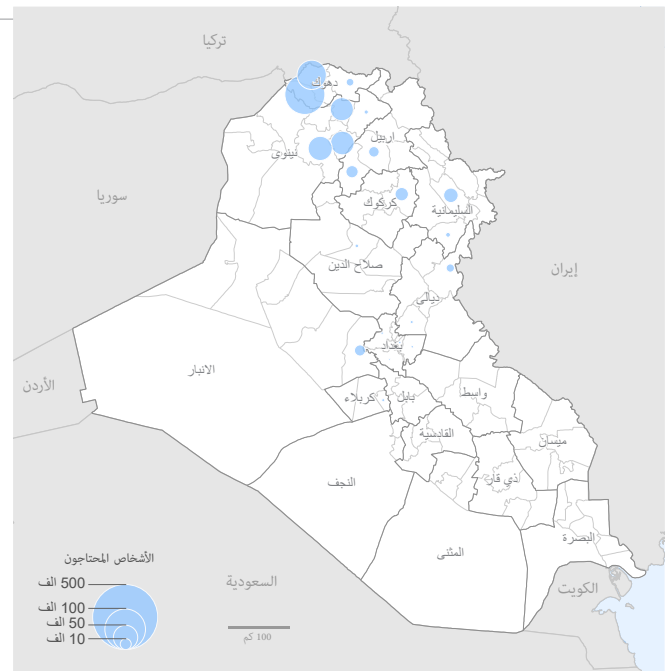 تركيا
دهوك
اربيل
نينوى
سوريا
كركوك
السليمانية
صلاح الدين
إيران
ديالى
بغداد
الانبار
الأردن
واسط
بابل
كربلاء
القادسية
ميسان
ذي قار
النجف
البصرة
المثنى
الأشخاص المحتاجون
السعودية
الكويت
500 الف
100 الف
50 الف
10 الف
100 كم